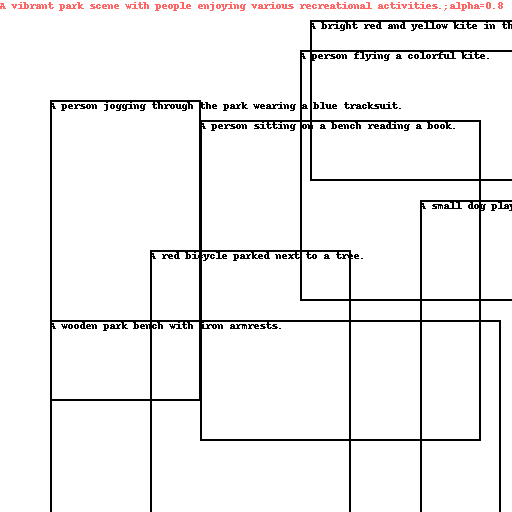 A vibrant park scene with people enjoying various recreational activities.;alpha=0.8
A bright red and yellow kite in th
A person flying a colorful kite.
A person jogging through the park wearing a blue tracksuit.
A person sitting on a bench reading a book.
A small dog play
A red bicycle parked next to a tree.
A wooden park bench with iron armrests.